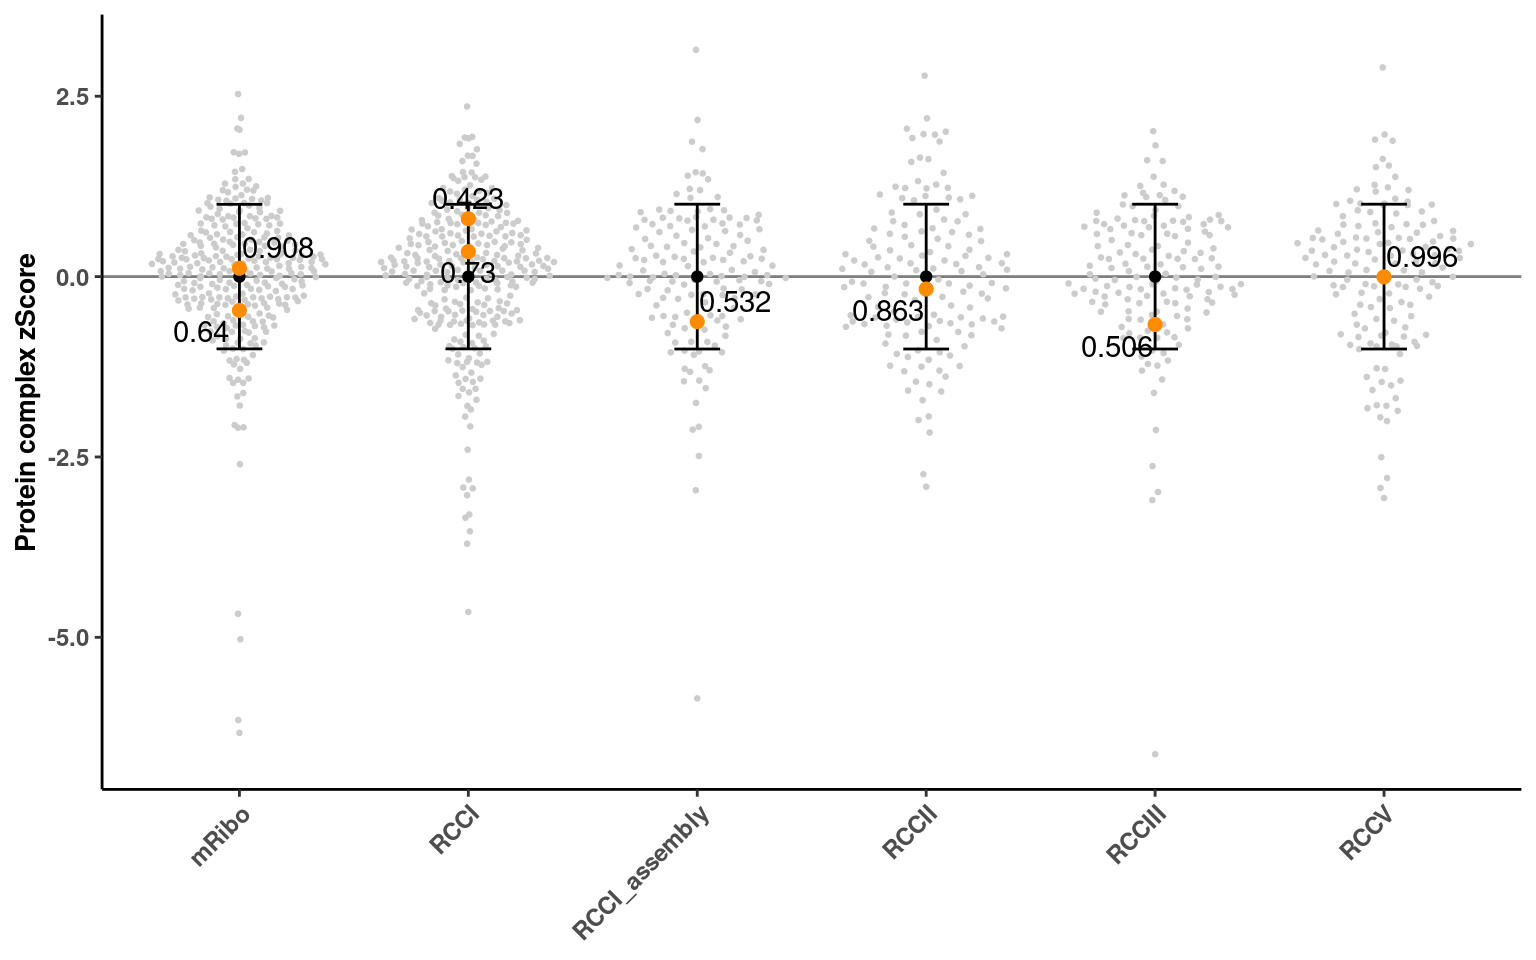 Protein complex zScore
2.5
0.0
-2.5
-5.0
0.908
0.64
0.423
0.73
0.532
0.863
0.506
0.996
mRibo
RCCI
RCCI_assembly
RCCII
RCCIII
RCCV